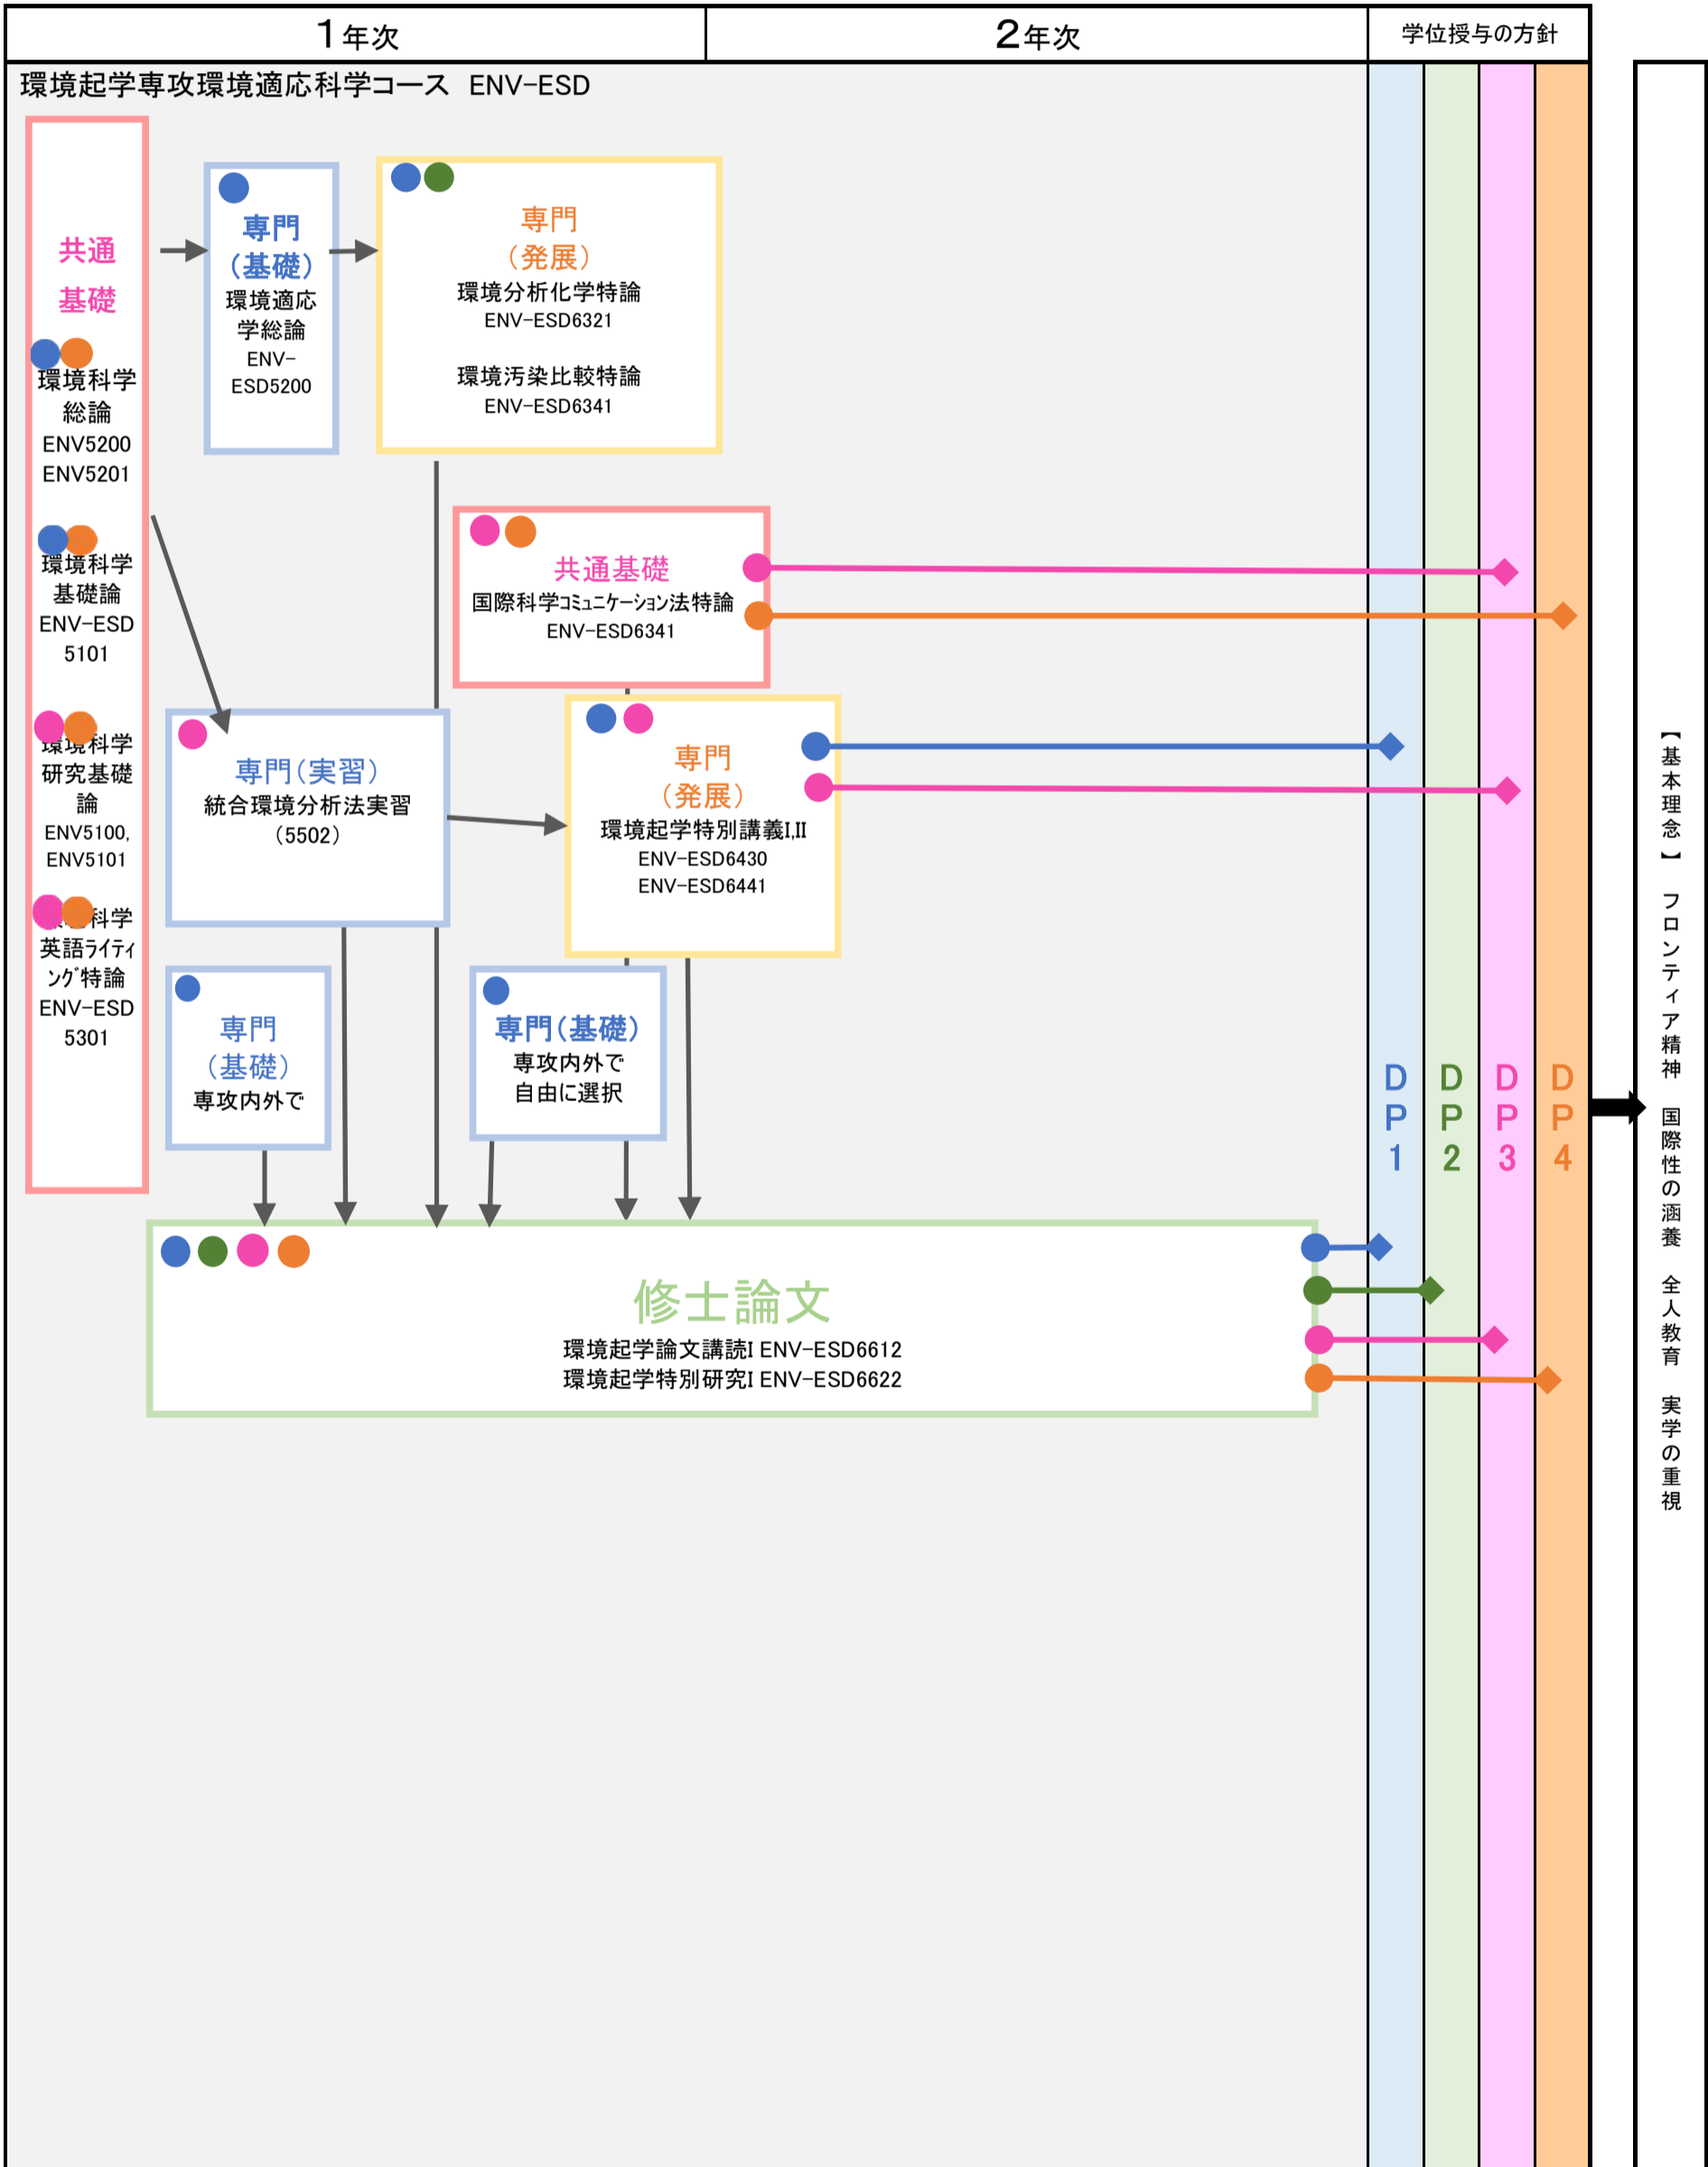 1年次
2年次
学位授与の方針
環境起学専攻環境適応科学コース ENV-ESD
共通
基礎
環境科学
総論
ENV5200
ENV5201
環境科学
基礎論
ENV-ESD
5101
環境科学
研究基礎
論
ENV5100,
ENV5101
科学
英語ライティ
ング特論
ENV-ESD
5301
専門
（基礎）
環境適応
学総論
ENV-
ESD5200
専門
（発展）
環境分析化学特論
ENV-ESD6321
環境汚染比較特論
ENV-ESD6341
共通基礎
国際科学コミュニケーション法特論
ENV-ESD6341
専門（実習）
統合環境分析法実習
（5502）
専門
（発展）
環境起学特別講義I,II
ENV-ESD6430
ENV-ESD6441
専門
（基礎）
専攻内外で
専門（基礎）
専攻内外で
自由に選択
修士論文
環境起学論文講読I ENV-ESD6612
環境起学特別研究I ENV-ESD6622
DP1
DP2
DP3
DP4
【基本理念】 フロンティア精神 国際性の涵養 全人教育 実学の重視